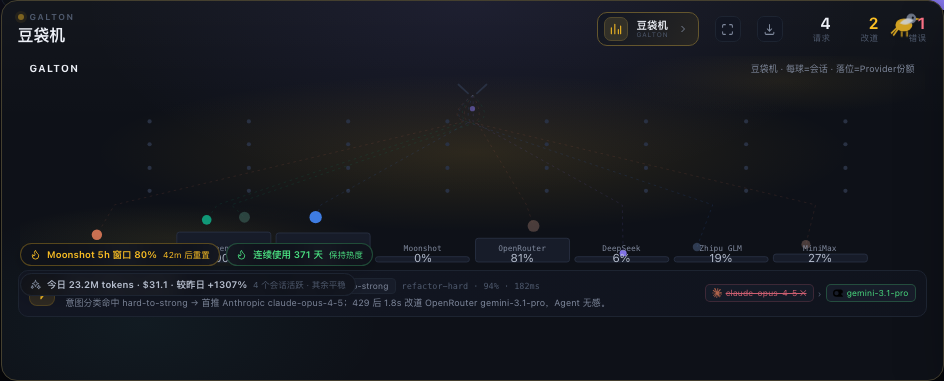 GALTON
豆袋机
豆袋机
GALTON
4
请求
2
改道
1
错误
GALTON
豆袋机 · 每球=会话 · 落位=Provider份额
Moonshot
0%
OpenRouter
81%
DeepSeek
6%
Zhipu GLM
19%
MiniMax
27%
Moonshot 5h 窗口 80% 42m 后重置
连续使用 371 天 保持热度
今日 23.2M tokens · $31.1 · 较昨日 +1307% 4 个会话活跃 · 其余平稳
-strong refactor-hard · 94% · 182ms
意图分类命中 hard-to-strong → 首推 Anthropic claude-opus-4-5; 429 后 1.8s 改道 OpenRouter gemini-3.1-pro，Agent 无感。
claude-opus-4-5 ✕ › gemini-3.1-pro